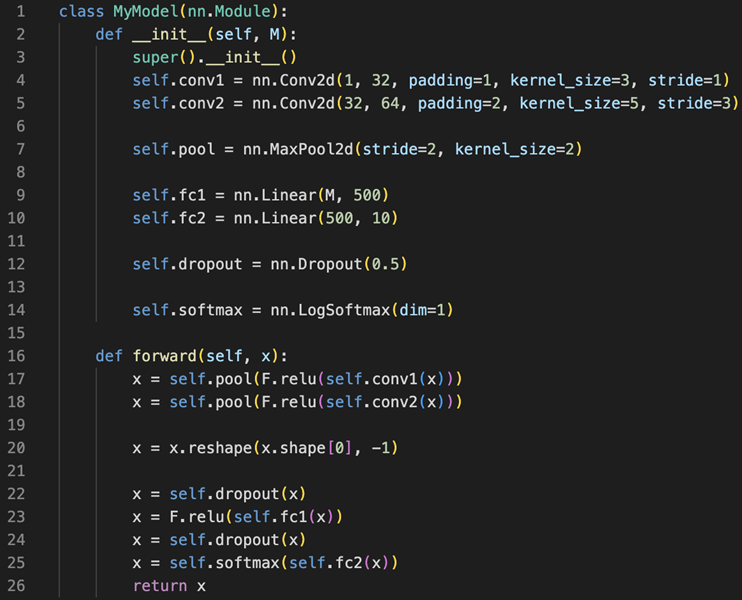 1 class MyModel(nn.Module):
2 def __init__(self, M):
3 super().__init__()
4 self.conv1 = nn.Conv2d(1, 32, padding=1, kernel_size=3, stride=1)
5 self.conv2 = nn.Conv2d(32, 64, padding=2, kernel_size=5, stride=3)
6
7 self.pool = nn.MaxPool2d(stride=2, kernel_size=2)
8
9 self.fc1 = nn.Linear(M, 500)
10 self.fc2 = nn.Linear(500, 10)
11
12 self.dropout = nn.Dropout(0.5)
13
14 self.softmax = nn.LogSoftmax(dim=1)
15
16 def forward(self, x):
17 x = self.pool(F.relu(self.conv1(x)))
18 x = self.pool(F.relu(self.conv2(x)))
19
20 x = x.reshape(x.shape[0], -1)
21
22 x = self.dropout(x)
23 x = F.relu(self.fc1(x))
24 x = self.dropout(x)
25 x = self.softmax(self.fc2(x))
26 return x